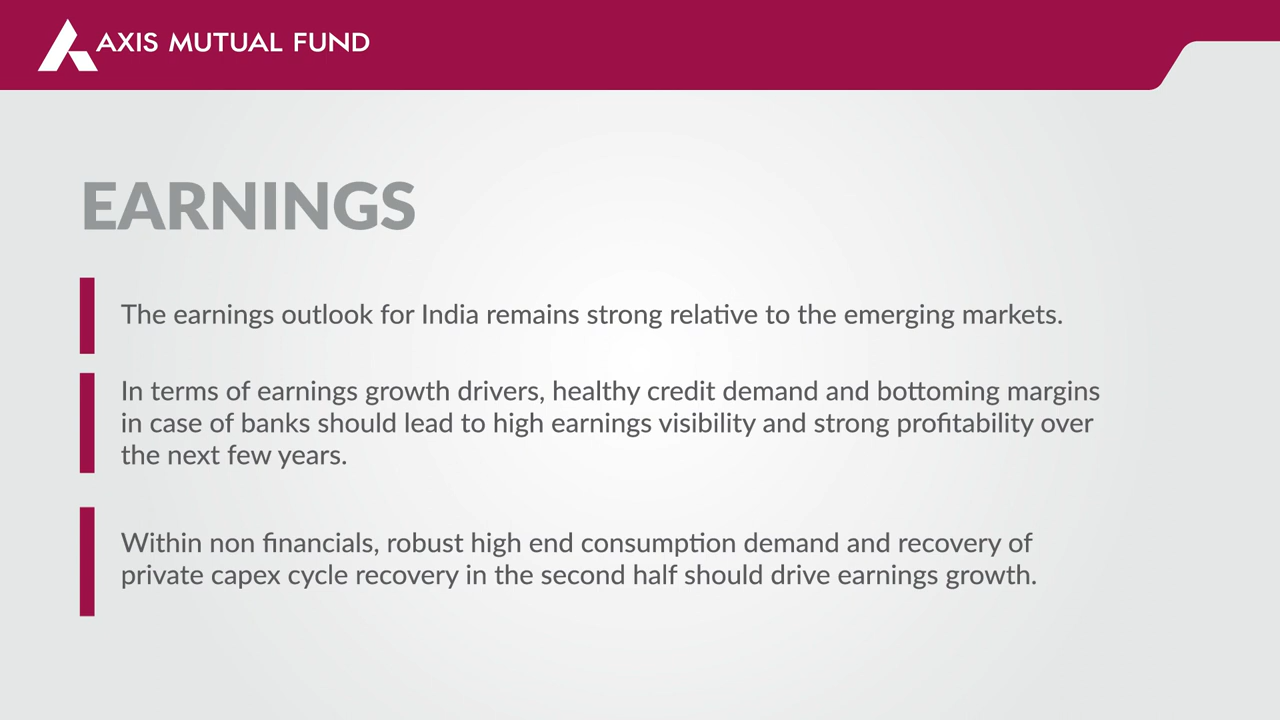 AXIS MUTUAL FUND
EARNINGS
The earnings outlook for India remains strong relative to the emerging markets.
In terms of earnings growth drivers, healthy credit demand and bottoming margins
in case of banks should lead to high earnings visibility and strong profitability over
the next few years.
Within non financials, robust high end consumption demand and recovery of
private capex cycle recovery in the second half should drive earnings growth.